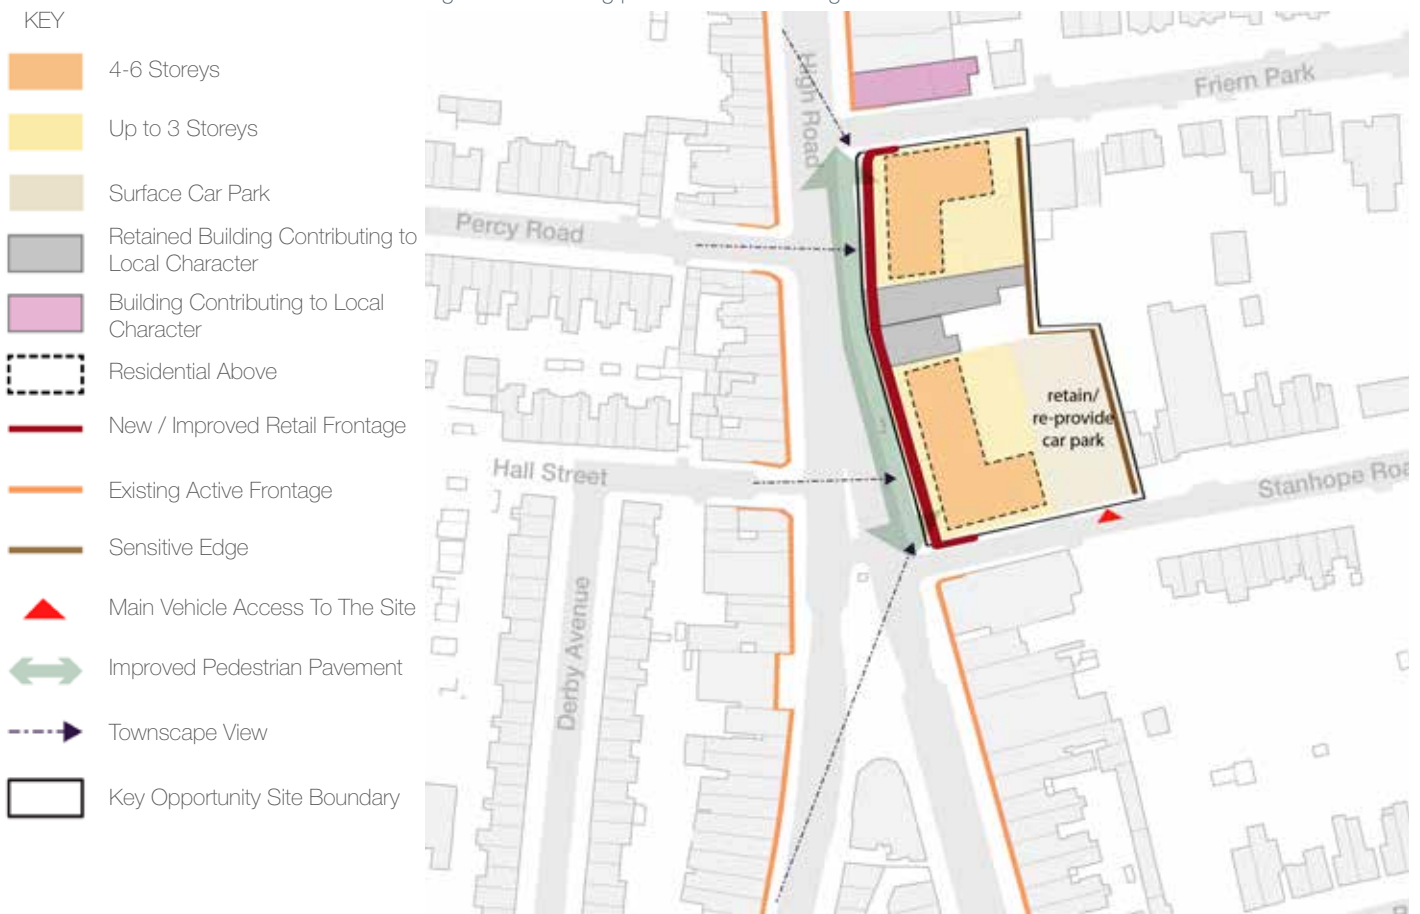 KEY
4-6 Storeys
Up to 3 Storeys
Surface Car Park
Retained Building Contributing to
Local Character
Building Contributing to Local
Character
Residential Above
New / Improved Retail Frontage
Existing Active Frontage
Sensitive Edge
Main Vehicle Access To The Site
Improved Pedestrian Pavement
Townscape View
Key Opportunity Site Boundary
High Road
Friern Park
Percy Road
retain/
re-provide
car park
Hall Street
Stanhope Roa
Derby Avenue